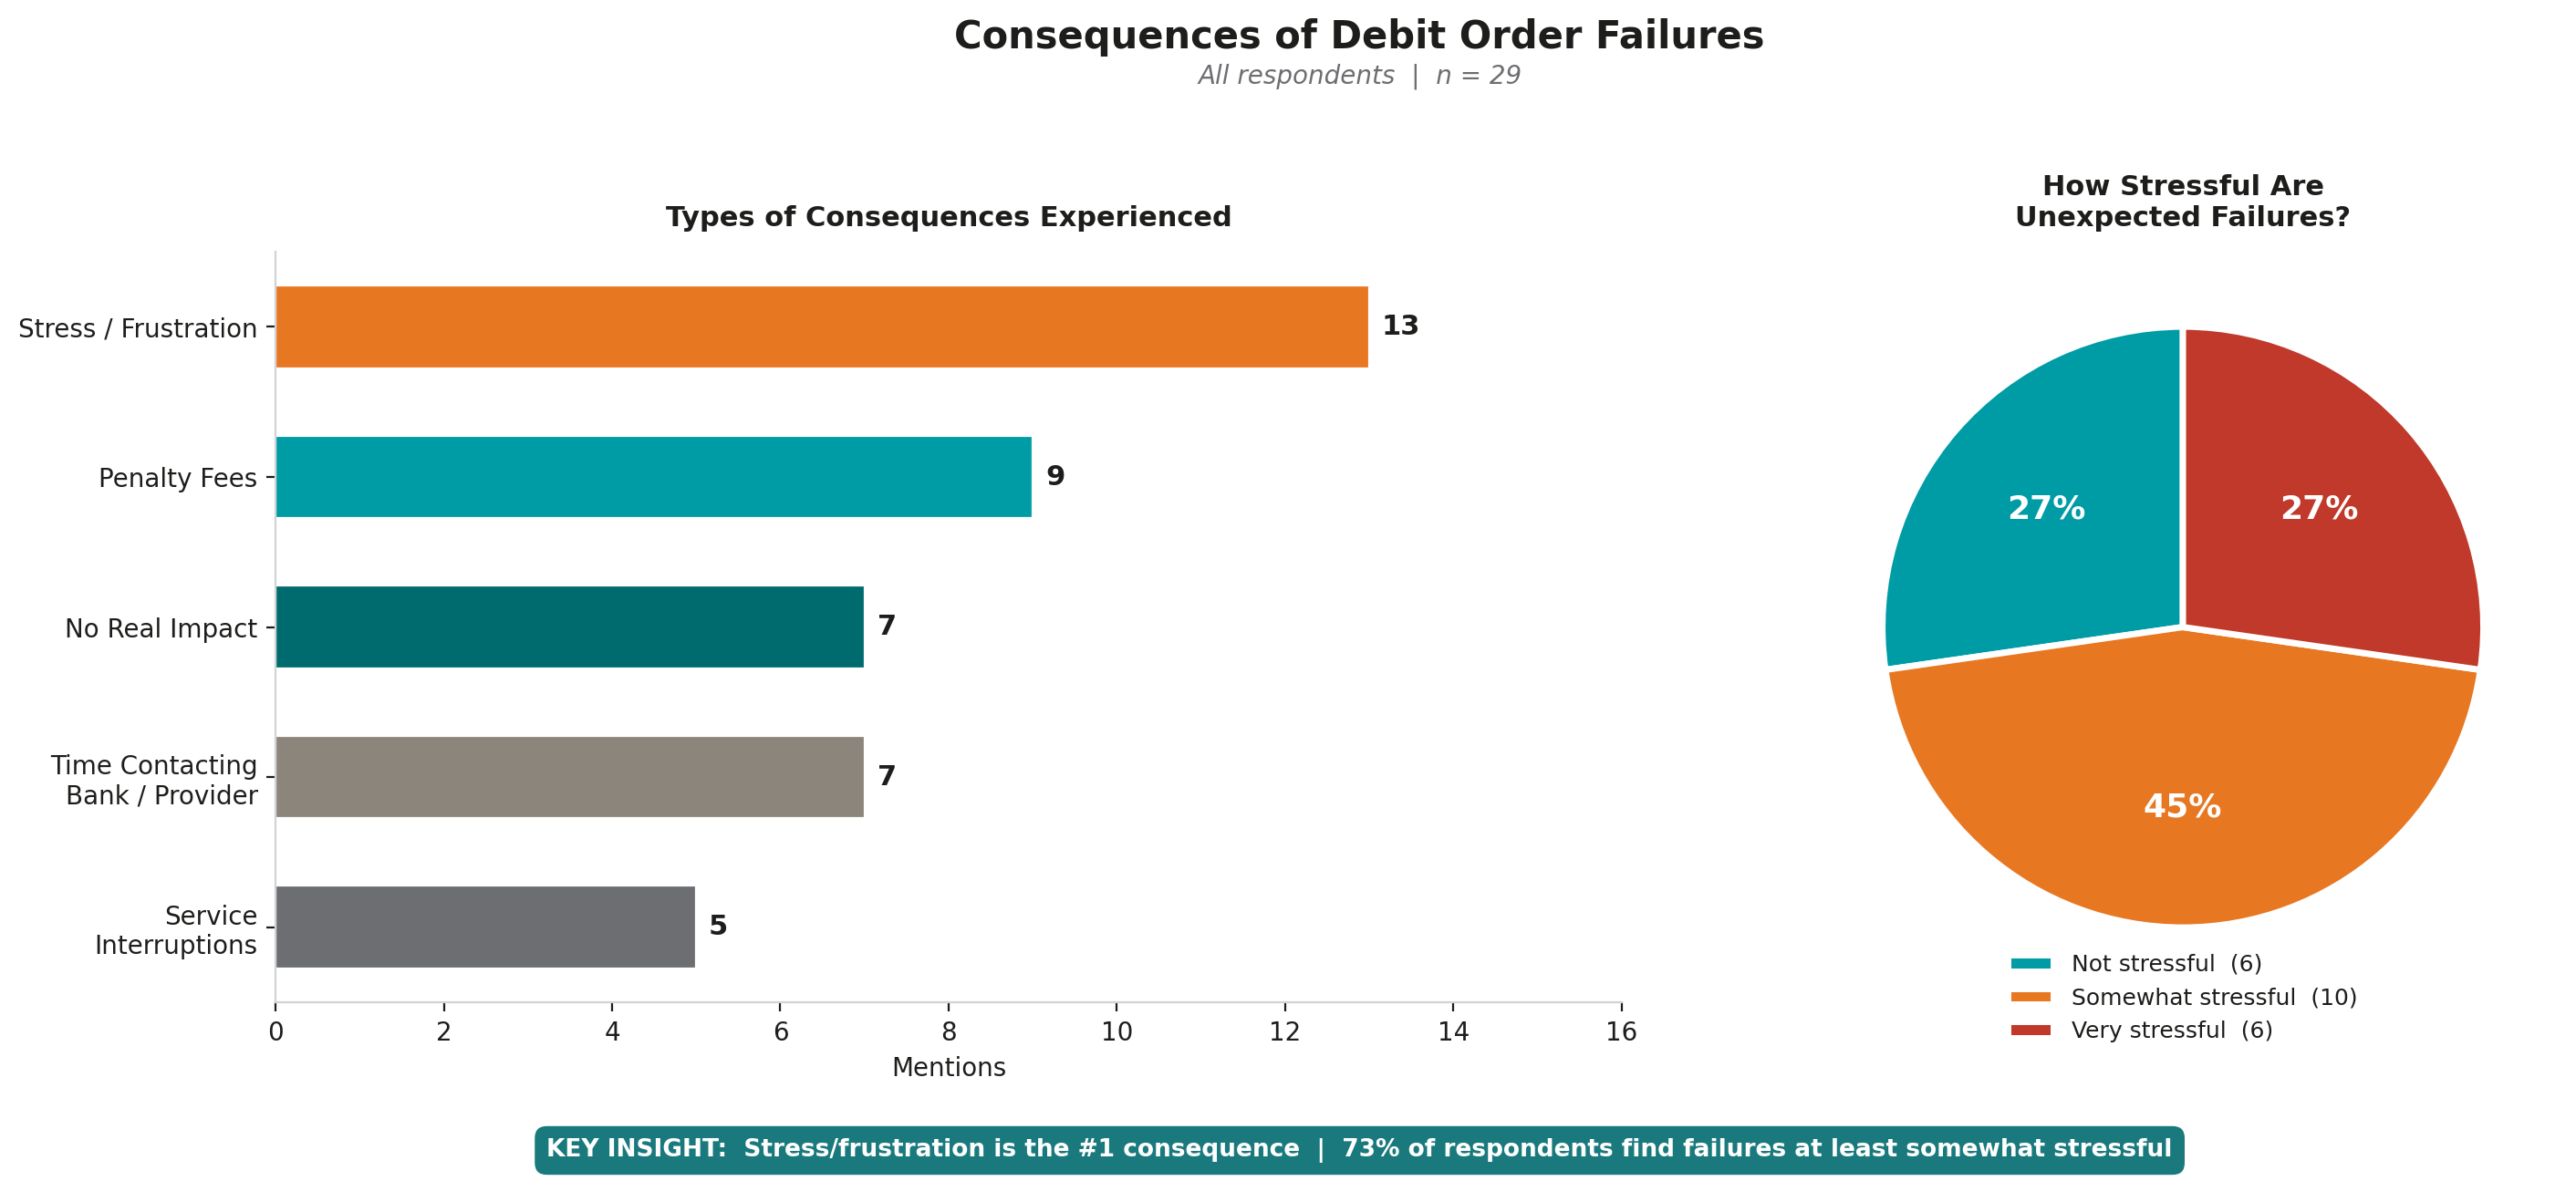 Consequences of Debit Order Failures
All respondents | n = 29
Types of Consequences Experienced
Stress / Frustration
13
Penalty Fees
9
No Real Impact
7
Time Contacting
Bank / Provider
7
Service
Interruptions
5
0 2 4 6 8 10 12 14 16
Mentions
How Stressful Are
Unexpected Failures?
27%
27%
45%
Not stressful (6)
Somewhat stressful (10)
Very stressful (6)
KEY INSIGHT: Stress/frustration is the #1 consequence | 73% of respondents find failures at least somewhat stressful